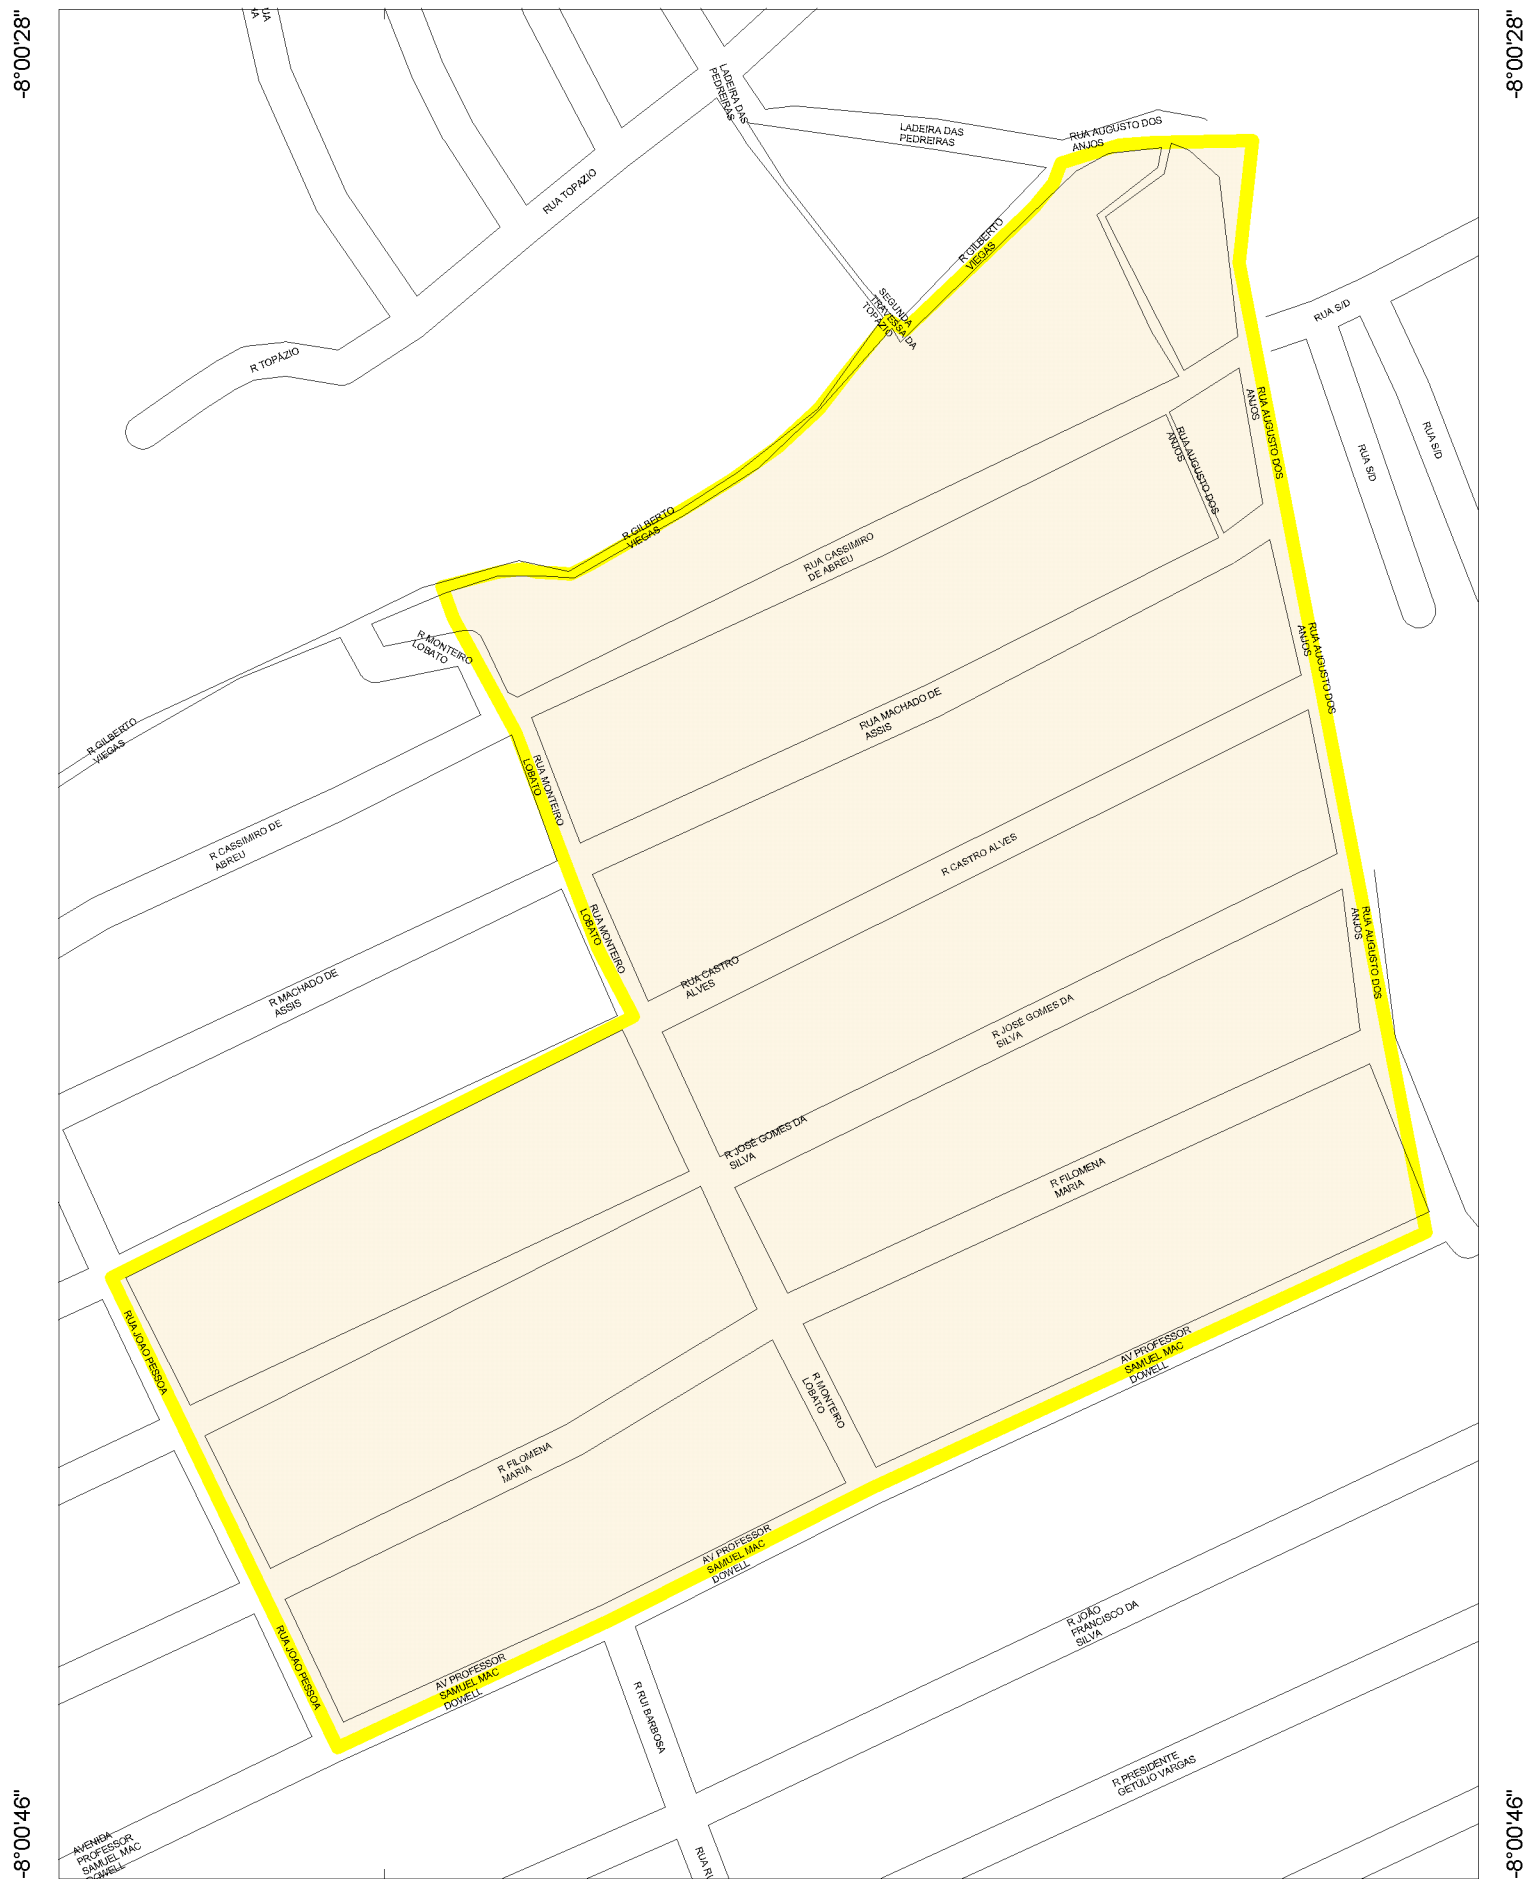 -8°00'28"
-8°00'28"
UA
LADEIRA DAS
PEDREIRAS
LADEIRA DAS
PEDREIRAS
RUA AUGUSTO DOS
ANJOS
RUA TOPAZIO
R GILBERTO
VIEGAS
SEGUNDA
TRAVESSA DA
TOPAZIO
RUA S/D
R TOPÁZIO
RUA AUGUSTO DOS
ANJOS
RUA S/D
RUA S/D
RUA AUGUSTO DOS
ANJOS
R GILBERTO
VIEGAS
RUA CASSIMIRO
DE ABREU
R MONTEIRO
LOBATO
RUA AUGUSTO DOS
ANJOS
RUA MACHADO DE
ASSIS
R GILBERTO
VIEGAS
RUA MONTEIRO
LOBATO
R CASSIMIRO DE
ABREU
R CASTRO ALVES
RUA MONTEIRO
LOBATO
RUA AUGUSTO DOS
ANJOS
RUA CASTRO
ALVES
R MACHADO DE
ASSIS
R JOSÉ GOMES DA
SILVA
R JOSÉ GOMES DA
SILVA
R FILOMENA
MARIA
RUA JOAO PESSOA
AV PROFESSOR
SAMUEL MAC
DOWELL
R MONTEIRO
LOBATO
R FILOMENA
MARIA
AV PROFESSOR
SAMUEL MAC
DOWELL
R JOÃO
FRANCISCO DA
SILVA
RUA JOAO PESSOA
AV PROFESSOR
SAMUEL MAC
DOWELL
R RUI BARBOSA
R PRESIDENTE
GETÚLIO VARGAS
AVENIDA
PROFESSOR
SAMUEL MAC
DOWELL
RUA RU
-8°00'46"
-8°00'46"